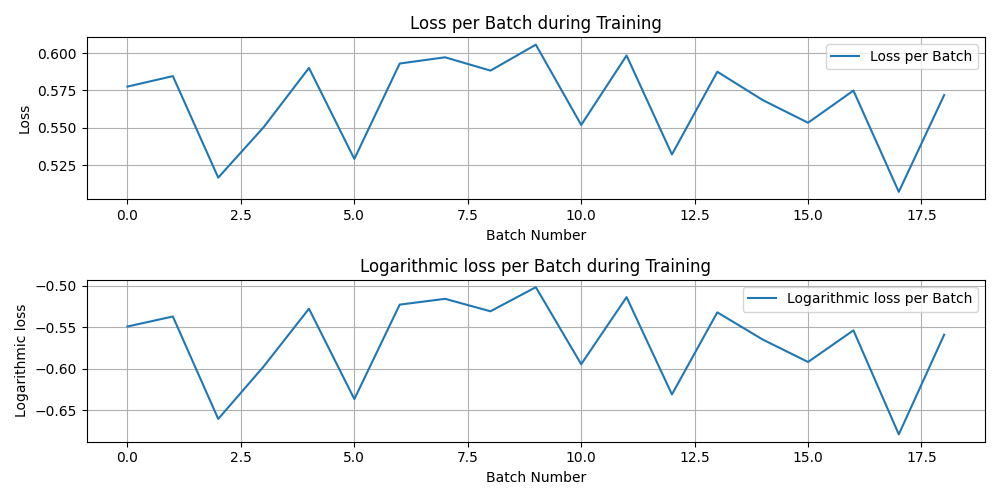 Loss per Batch during Training
0.600
0.575
0.550
0.525
Loss
Loss per Batch
0.0 2.5 5.0 7.5 10.0 12.5 15.0 17.5
Batch Number
Logarithmic loss per Batch during Training
−0.50
−0.55
−0.60
−0.65
Logarithmic loss
Logarithmic loss per Batch
0.0 2.5 5.0 7.5 10.0 12.5 15.0 17.5
Batch Number